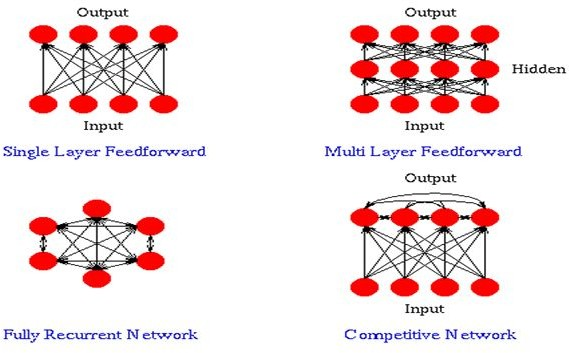 Output
Output
Hidden
Input
Input
Single Layer Feedforward
Multi Layer Feedforward
Output
Input
Fully Recurrent Network
Competitive Network